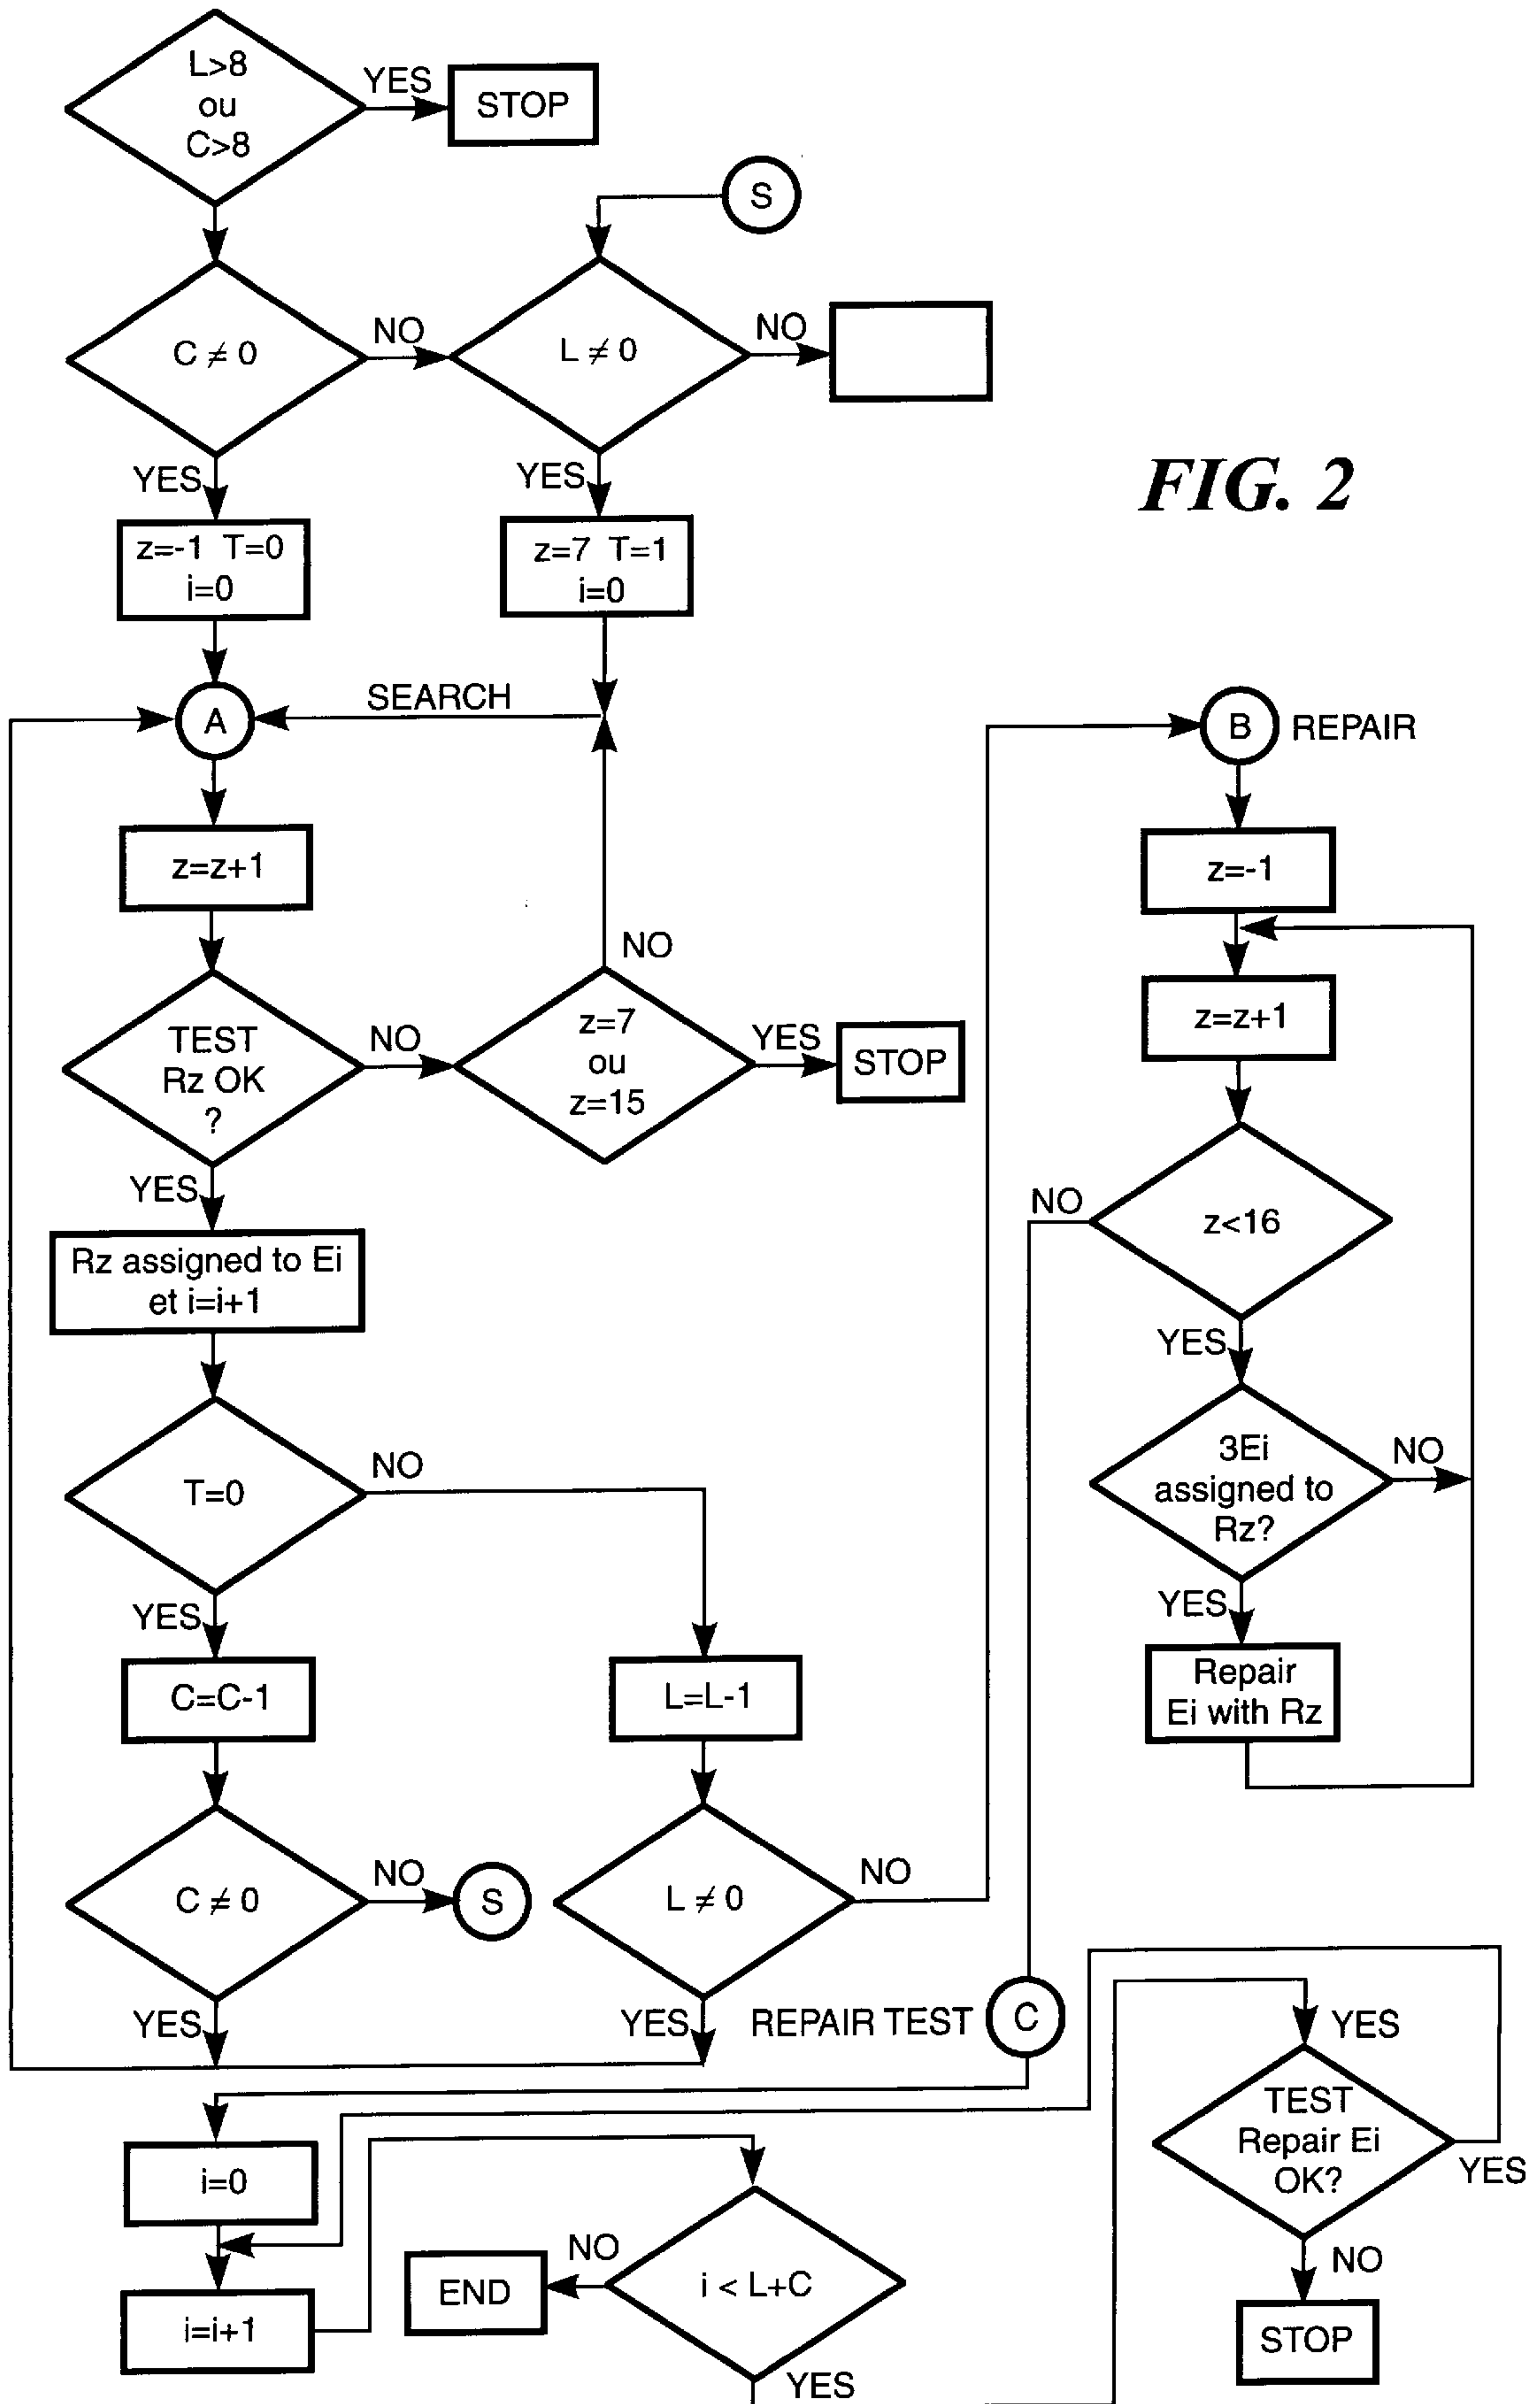 L>8
ou
C>8
YES
STOP
S
C ≠ 0
NO
L ≠ 0
NO
YES
YES
FIG. 2
z=-1 T=0
i=0
z=7 T=1
i=0
A
SEARCH
B
REPAIR
z=z+1
z=-1
NO
z=z+1
TEST
Rz OK
?
NO
z=7
ou
z=15
YES
STOP
YES
NO
z<16
Rz assigned to Ei
et i=i+1
YES
T=0
NO
3Ei
assigned to
Rz?
NO
YES
YES
C=C-1
L=L-1
Repair
Ei with Rz
C ≠ 0
NO
S
L ≠ 0
NO
YES
YES
REPAIR TEST
C
YES
TEST
Repair Ei
OK?
YES
i=0
NO
END
i < L+C
NO
i=i+1
STOP
YES